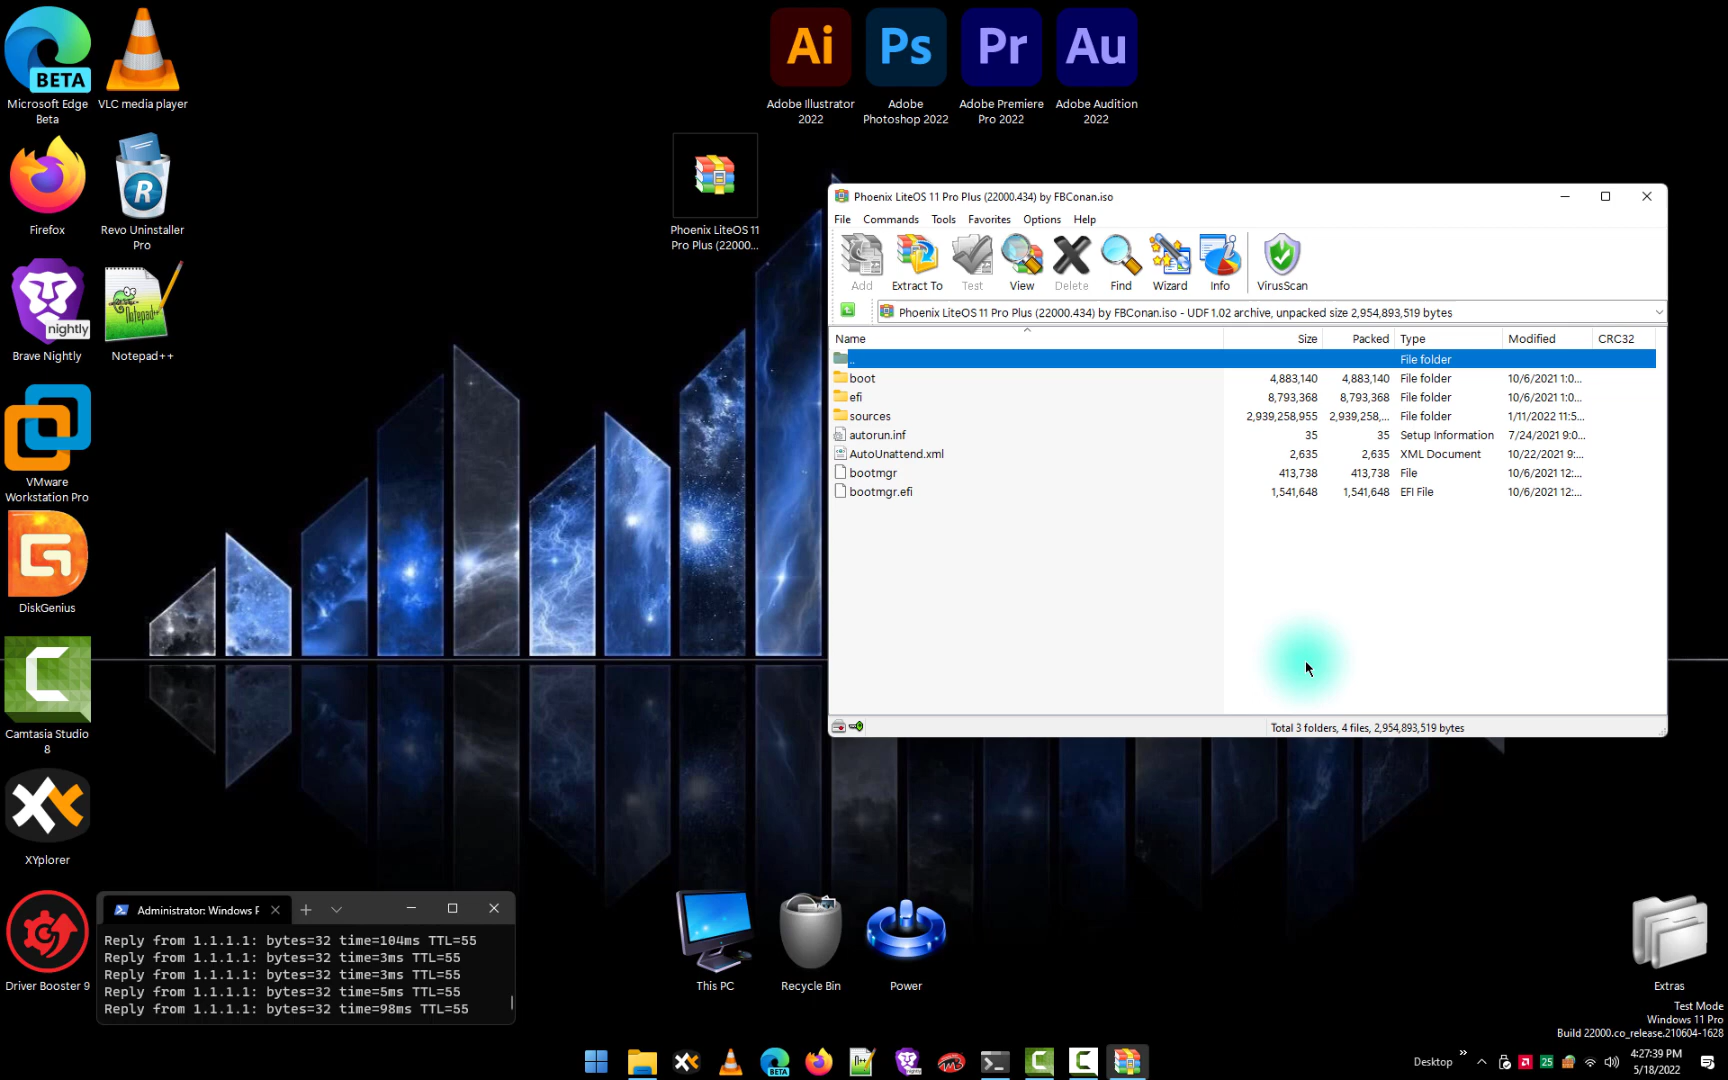 Microsoft Edge
Beta
BETA
VLC media player
Firefox
Revo Uninstaller
Pro
R
nightly
Brave Nightly
Notepad++
Notepad++
VMware
Workstation Pro
DiskGenius
Camtasia Studio
8
XYplorer
Driver Booster 9
Ai
Adobe Illustrator
2022
Ps
Adobe
Photoshop 2022
Pr
Adobe Premiere
Pro 2022
Au
Adobe Audition
2022
Phoenix LiteOS 11
Pro Plus (22000...
Phoenix LiteOS 11 Pro Plus (22000.434) by FBConan.iso
File Commands Tools Favorites Options Help
Add Extract To Test View Delete Find Wizard Info VirusScan
Phoenix LiteOS 11 Pro Plus (22000.434) by FBConan.iso - UDF 1.02 archive, unpacked size 2,954,893,519 bytes
Name Size Packed Type Modified CRC32
.. File folder
boot 4,883,140 4,883,140 File folder 10/6/2021 1:0...
efi 8,793,368 8,793,368 File folder 10/6/2021 1:0...
sources 2,939,258,955 2,939,258,... File folder 1/11/2022 11:5...
autorun.inf 35 35 Setup Information 7/24/2021 9:0...
AutoUnattend.xml 2,635 2,635 XML Document 10/22/2021 9:...
bootmgr 413,738 413,738 File 10/6/2021 12:...
bootmgr.efi 1,541,648 1,541,648 EFI File 10/6/2021 12:...
Total 3 folders, 4 files, 2,954,893,519 bytes
Administrator: Windows F
Reply from 1.1.1.1: bytes=32 time=104ms TTL=55
Reply from 1.1.1.1: bytes=32 time=3ms TTL=55
Reply from 1.1.1.1: bytes=32 time=3ms TTL=55
Reply from 1.1.1.1: bytes=32 time=5ms TTL=55
Reply from 1.1.1.1: bytes=32 time=98ms TTL=55
This PC
Recycle Bin
Power
Extras
Test Mode
Windows 11 Pro
Build 22000.co_release.210604-1628
BETA
Desktop
25
4:27:39 PM
5/18/2022